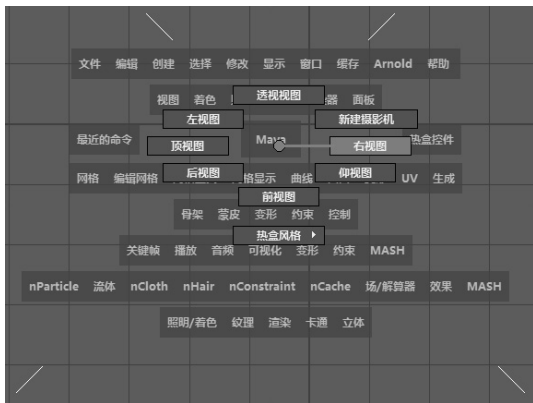 文件 编辑 创建 选择 修改 显示 窗口 缓存 Arnold 帮助
视图 着色 透视视图 器 面板
左视图 新建摄影机
最近的命令 顶视图 Maya 右视图 热盒控件
网格 编辑网格 后视图 格显示 曲线 仰视图 UV 生成
前视图
骨架 蒙皮 变形 约束 控制
热盒风格
关键帧 播放 音频 可视化 变形 约束 MASH
nParticle 流体 nCloth nHair nConstraint nCache 场/解算器 效果 MASH
照明/着色 纹理 渲染 卡通 立体